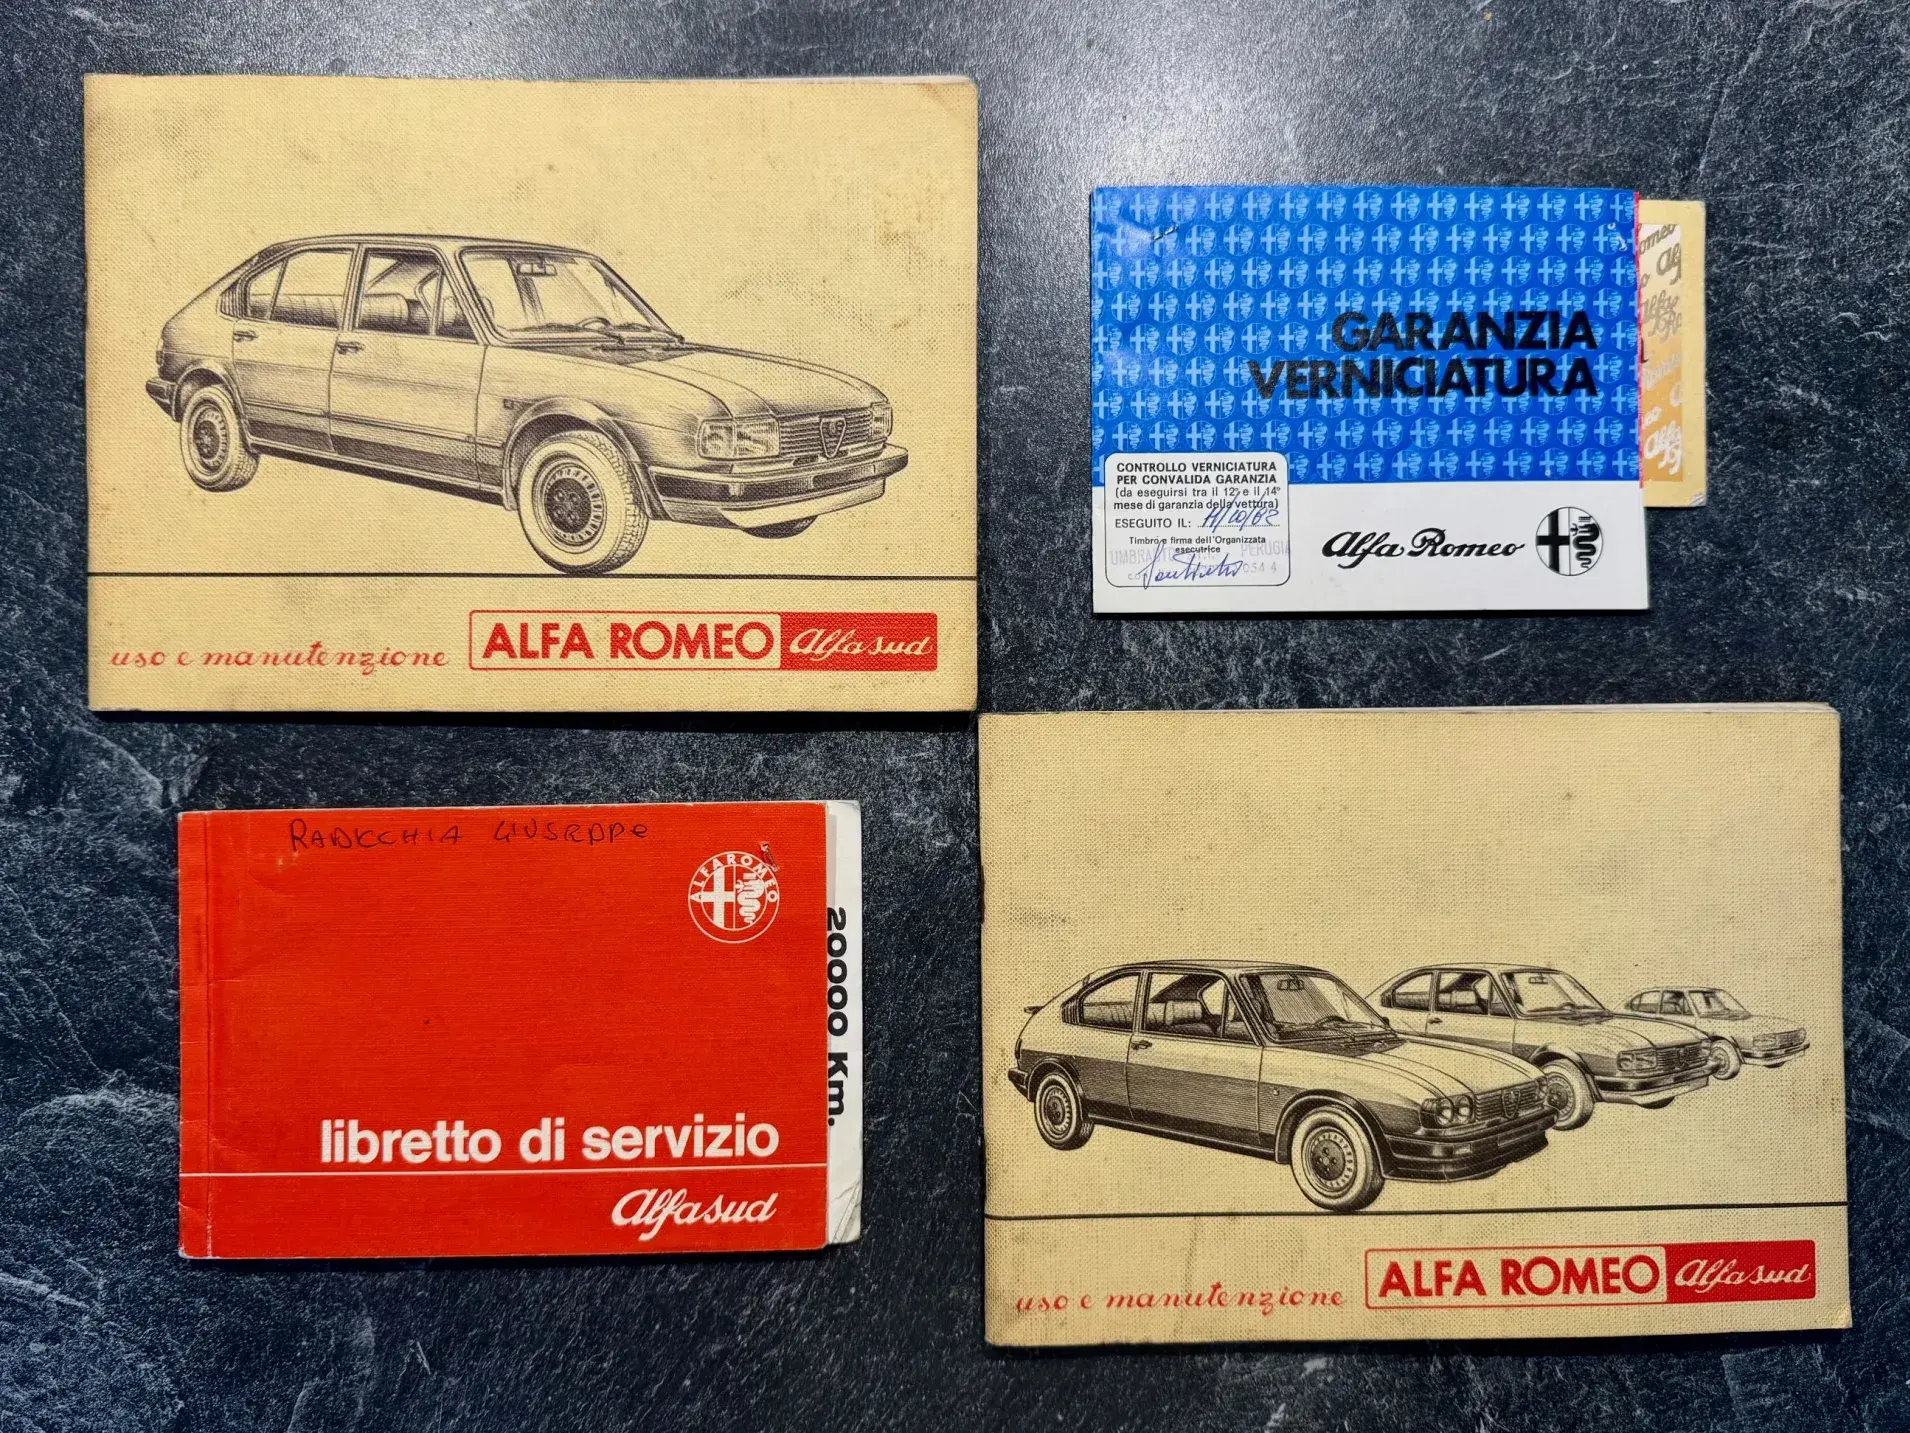 uso e manutenzione
ALFA ROMEO Alfasud
GARANZIA
VERNICIATURA
CONTROLLO VERNICIATURA
PER CONVALIDA GARANZIA
(da eseguirsi tra il 12° e il 14°
mese di garanzia della vettura)
ESEGUITO IL:
Timbro e firma dell'Organizzata
esecutrice
PERUGIA
Alfa Romeo
RADICCHIA GIUSEPPE
ALFA ROMEO
20000 Km.
libretto di servizio
Alfasud
uso e manutenzione
ALFA ROMEO Alfasud